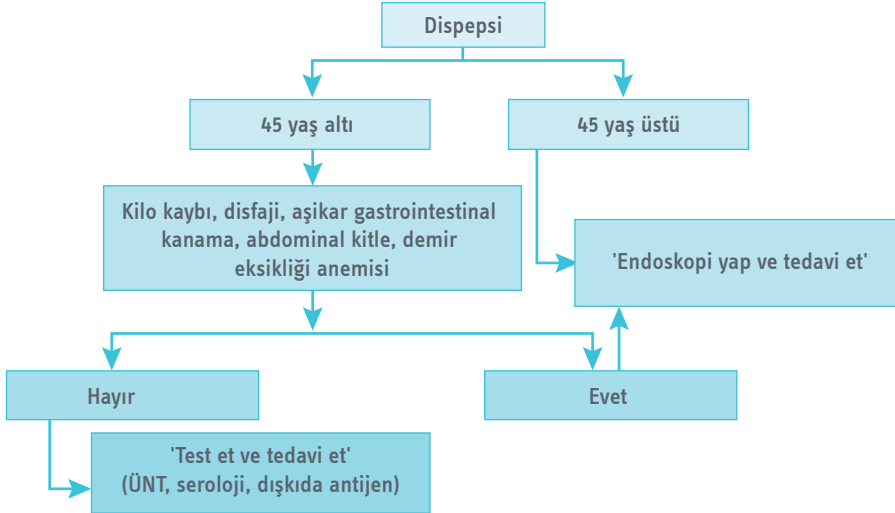 Dispepsi
45 yaş altı
45 yaş üstü
Kilo kaybı, disfaji, aşikar gastrointestinal
kanama, abdominal kitle, demir
eksikliği anemisi
'Endoskopi yap ve tedavi et'
Hayır
Evet
'Test et ve tedavi et'
(ÜNT, seroloji, dışkıda antijen)